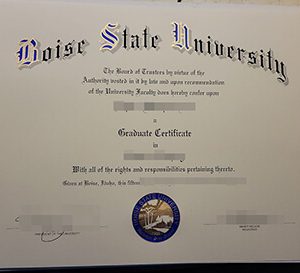 Boise State University
The Board of Trustees by virtue of the
Authority vested in it by law and upon recommendation
of the University Faculty does hereby confer upon
a
Graduate Certificate
in
With all of the rights and responsibilities pertaining thereto.
Given at Boise, Idaho, this fifteen